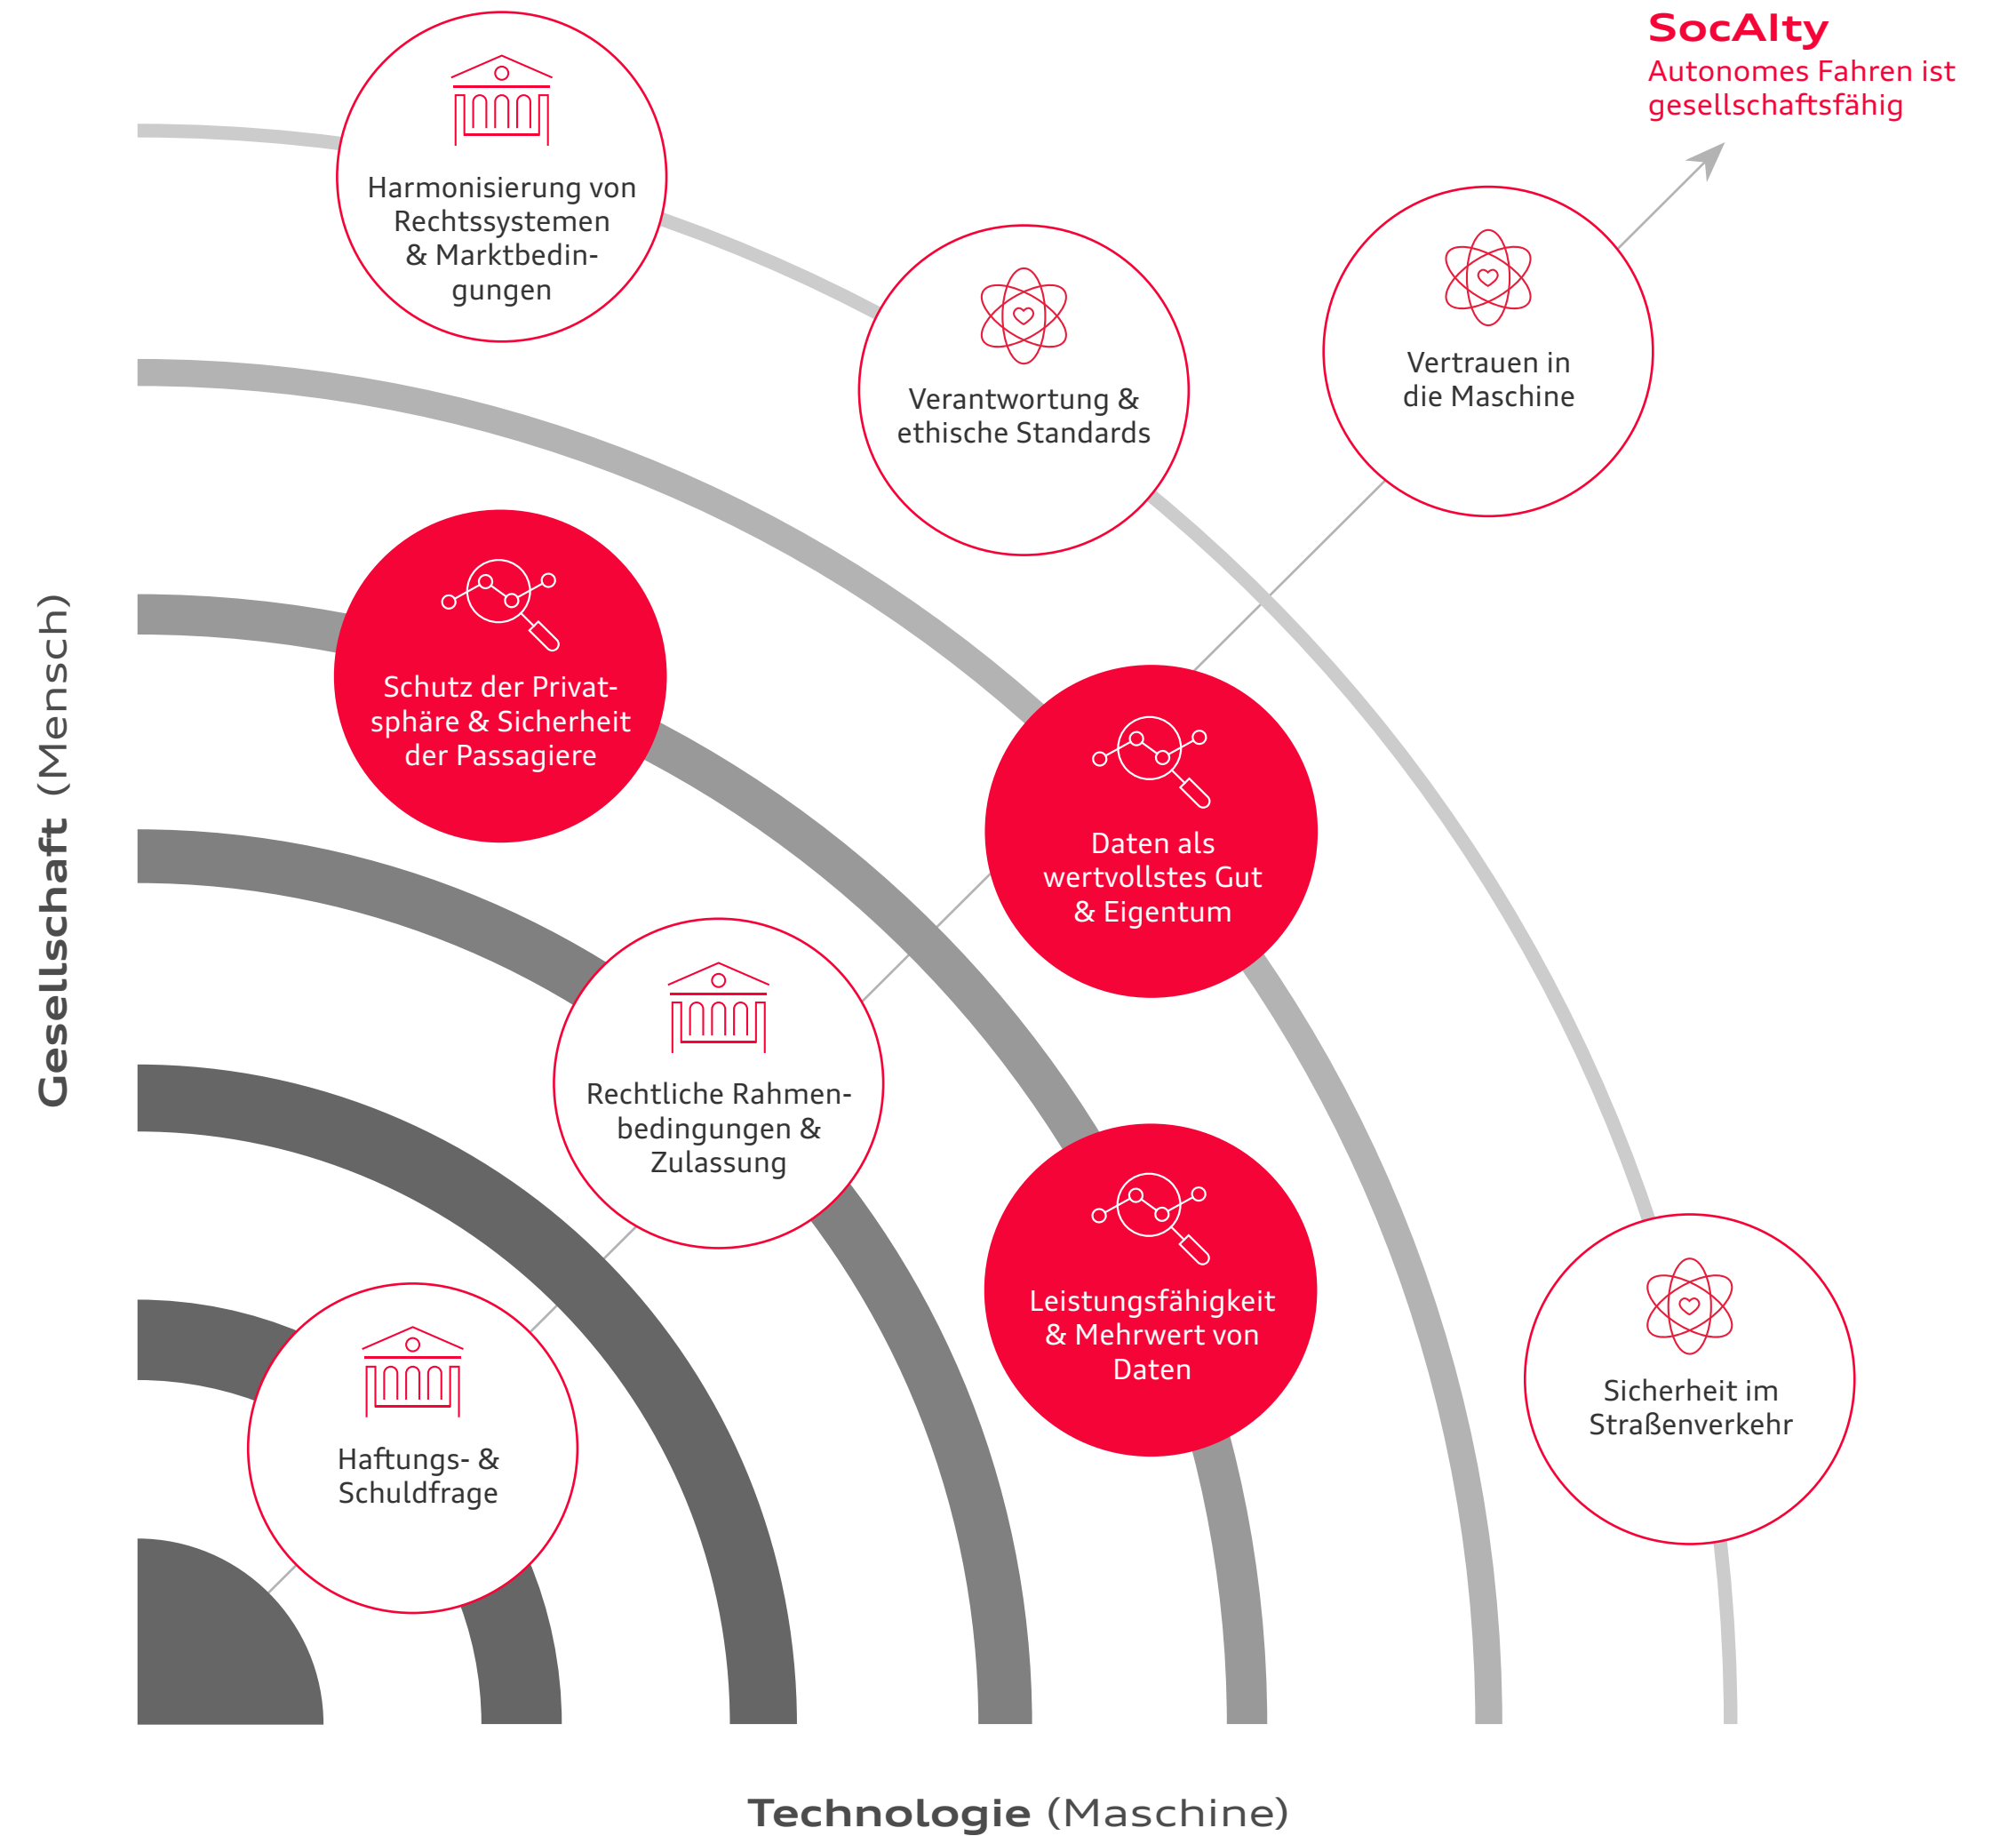 SocAIty
Autonomes Fahren ist
gesellschaftsfähig
Harmonisierung von
Rechtssystemen
& Marktbedin-
gungen
Verantwortung &
ethische Standards
Vertrauen in
die Maschine
Schutz der Privat-
sphäre & Sicherheit
der Passagiere
Daten als
wertvollstes Gut
& Eigentum
Rechtliche Rahmen-
bedingungen &
Zulassung
Leistungsfähigkeit
& Mehrwert von
Daten
Haftungs- &
Schuldfrage
Sicherheit im
Straßenverkehr
Gesellschaft (Mensch)
Technologie (Maschine)